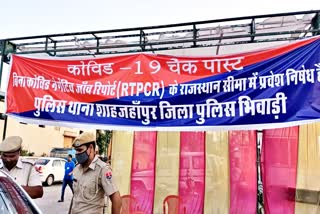 कोविड -19 चेक पोस्ट
बिना कोविड नेगेटिव जाँच रिपोर्ट (RTPCR) के राजस्थान सीमा में प्रवेश निषेध है
पुलिस थाना शाहजहाँपुर जिला पुलिस भिवाड़ी